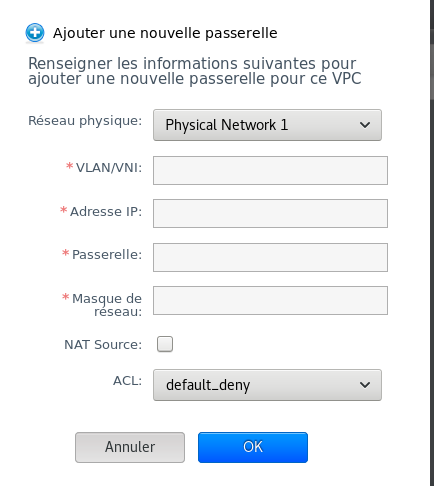 Ajouter une nouvelle passerelle
Renseigner les informations suivantes pour
ajouter une nouvelle passerelle pour ce VPC
Réseau physique: Physical Network 1
*VLAN/VNI:
*Adresse IP:
*Passerelle:
*Masque de
réseau:
NAT Source:
ACL: default_deny
Annuler OK